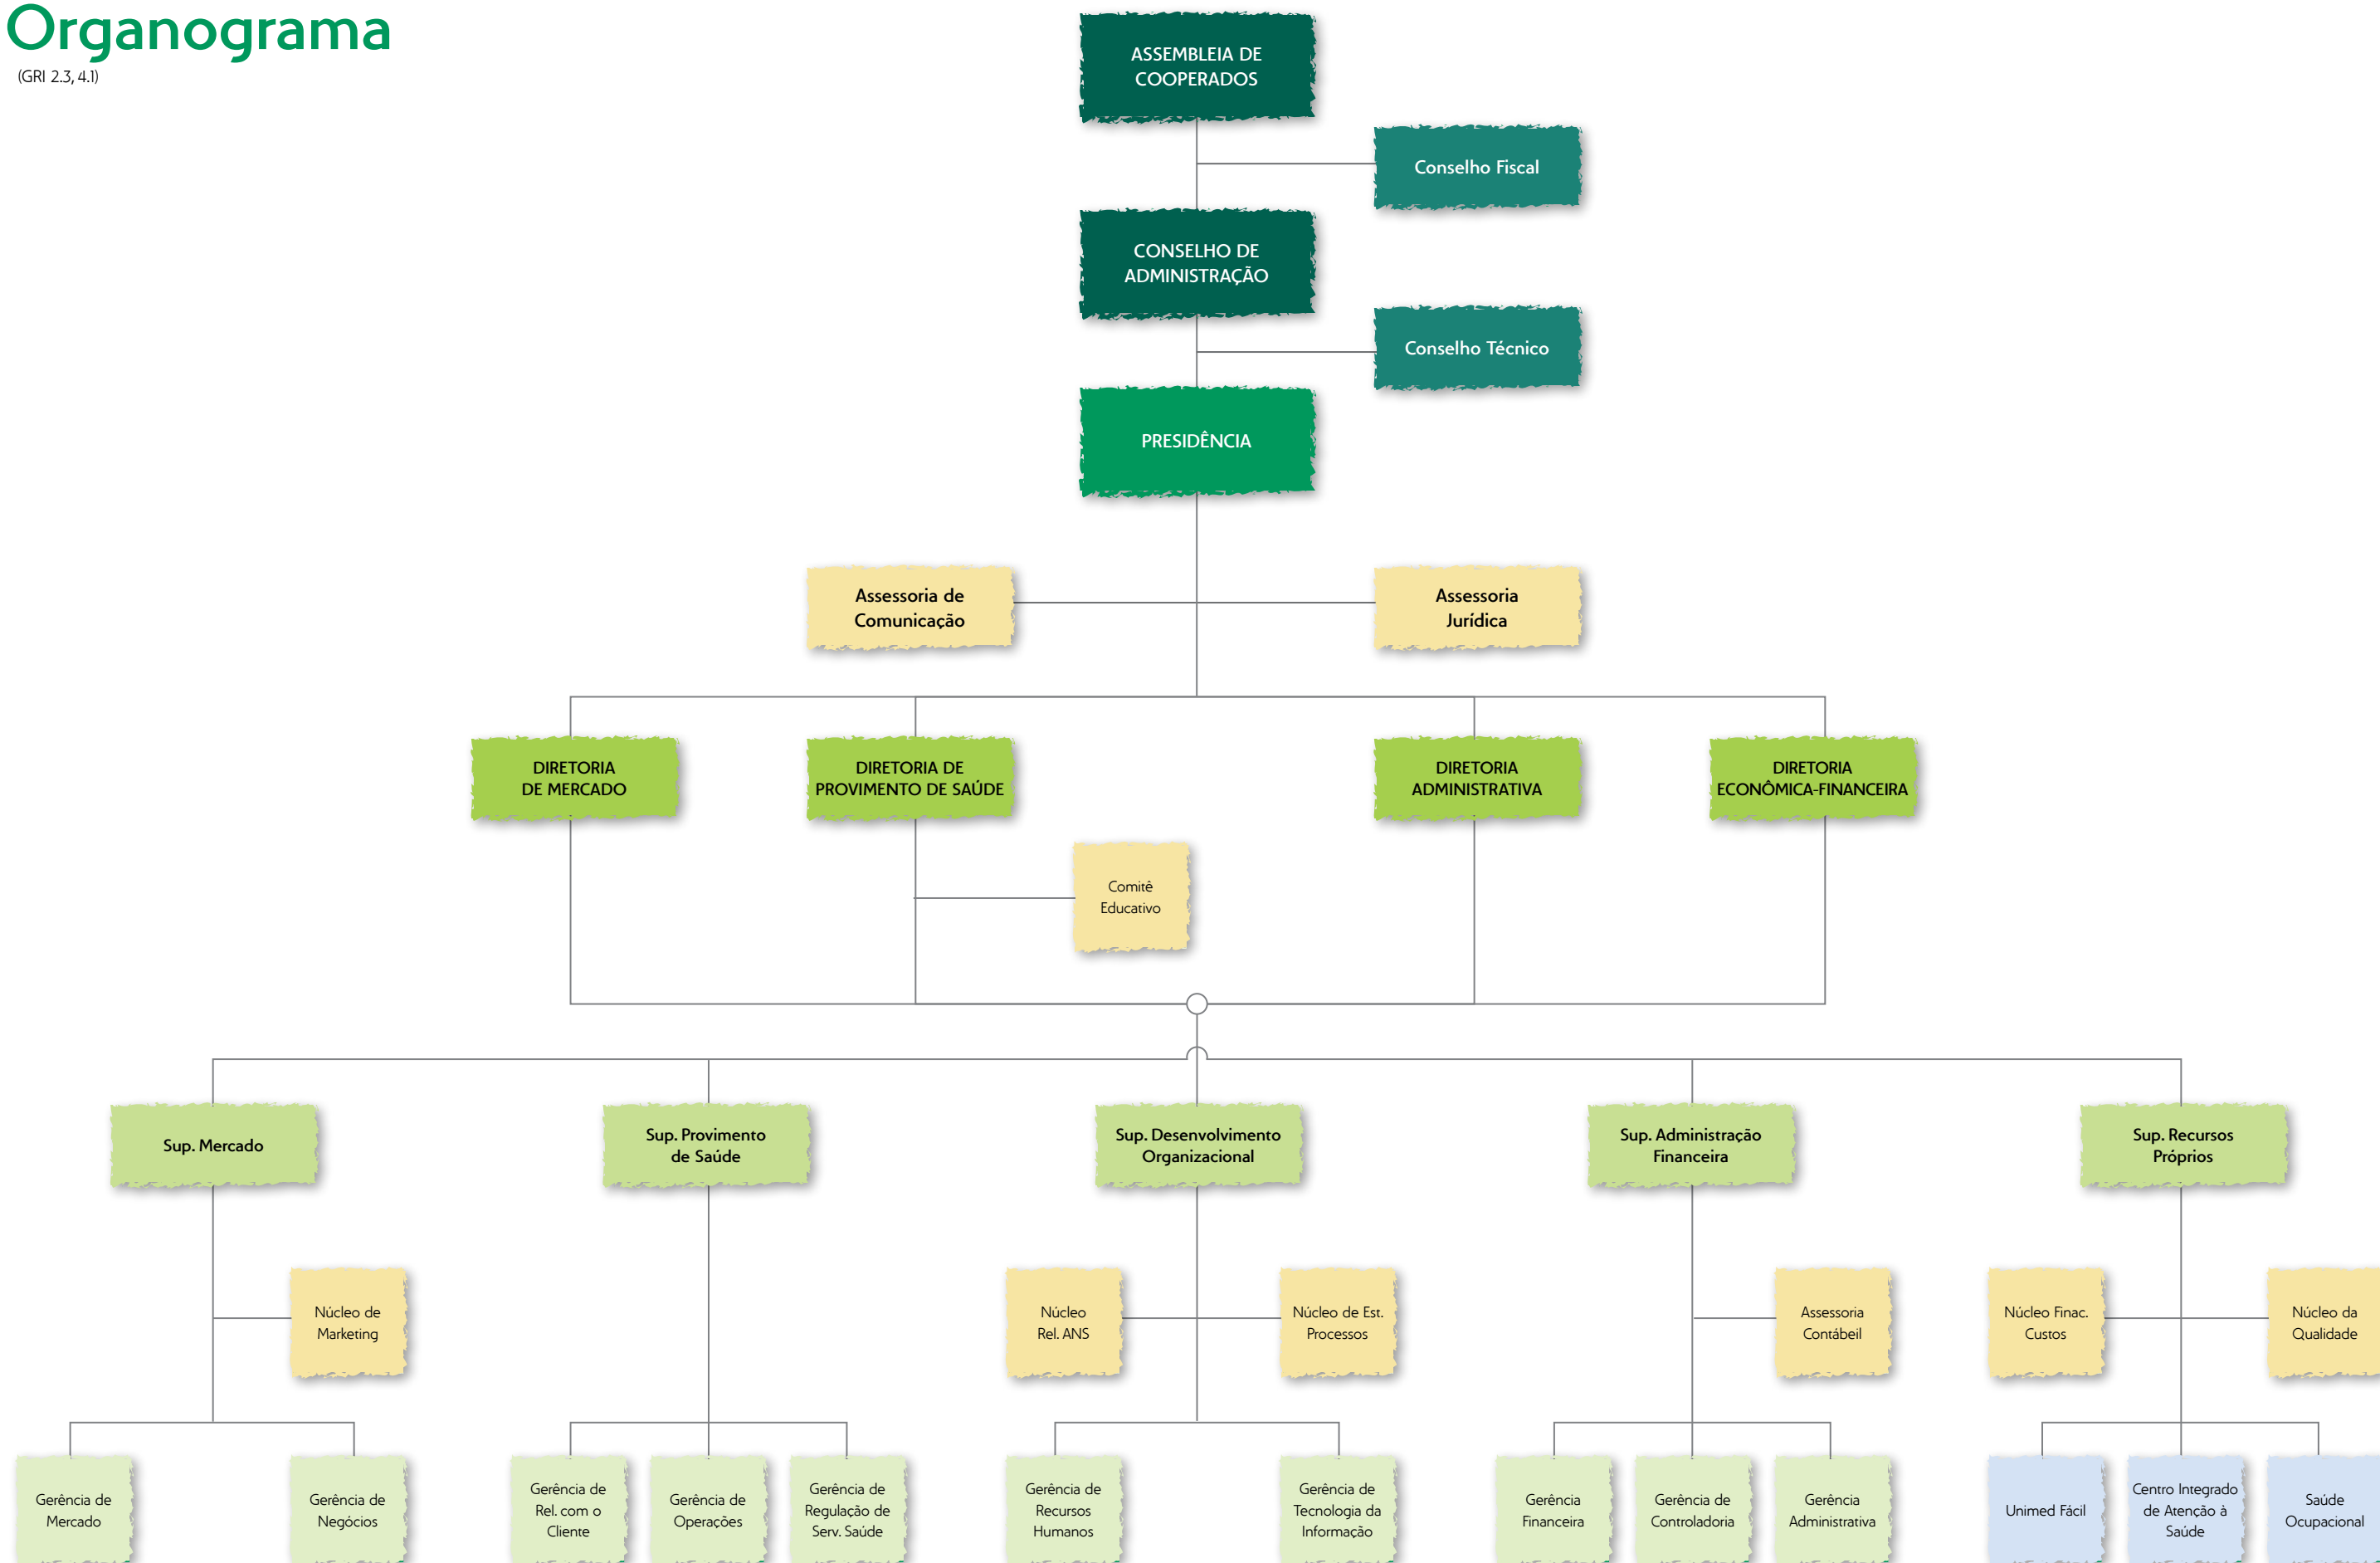 Organograma
(GRI 2.3, 4.1)
ASSEMBLEIA DE
COOPERADOS
Conselho Fiscal
CONSELHO DE
ADMINISTRAÇÃO
Conselho Técnico
PRESIDÊNCIA
Assessoria de
Comunicação
Assessoria
Jurídica
DIRETORIA
DE MERCADO
DIRETORIA DE
PROVIMENTO DE SAÚDE
DIRETORIA
ADMINISTRATIVA
DIRETORIA
ECONÔMICA-FINANCEIRA
Comitê
Educativo
Sup. Mercado
Sup. Provimento
de Saúde
Sup. Desenvolvimento
Organizacional
Sup. Administração
Financeira
Sup. Recursos
Próprios
Núcleo de
Marketing
Núcleo
Rel. ANS
Núcleo de Est.
Processos
Assessoria
Contábeil
Núcleo Finac.
Custos
Núcleo da
Qualidade
Gerência de
Mercado
Gerência de
Negócios
Gerência de
Rel. com o
Cliente
Gerência de
Operações
Gerência de
Regulação de
Serv. Saúde
Gerência de
Recursos
Humanos
Gerência de
Tecnologia da
Informação
Gerência
Financeira
Gerência de
Controladoria
Gerência
Administrativa
Unimed Fácil
Centro Integrado
de Atenção à
Saúde
Saúde
Ocupacional